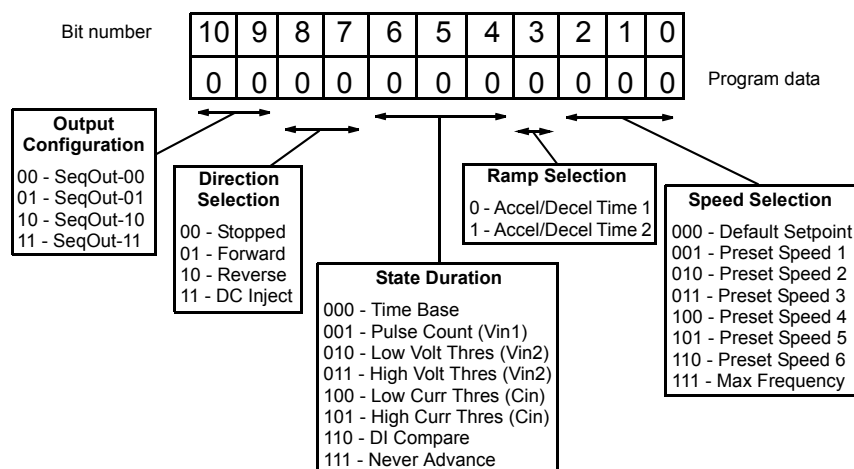 Bit number 10 9 8 7 6 5 4 3 2 1 0
0 0 0 0 0 0 0 0 0 0 0 Program data
Output
Configuration
00 - SeqOut-00
01 - SeqOut-01
10 - SeqOut-10
11 - SeqOut-11
Direction
Selection
00 - Stopped
01 - Forward
10 - Reverse
11 - DC Inject
State Duration
000 - Time Base
001 - Pulse Count (Vin1)
010 - Low Volt Thres (Vin2)
011 - High Volt Thres (Vin2)
100 - Low Curr Thres (Cin)
101 - High Curr Thres (Cin)
110 - DI Compare
111 - Never Advance
Ramp Selection
0 - Accel/Decel Time 1
1 - Accel/Decel Time 2
Speed Selection
000 - Default Setpoint
001 - Preset Speed 1
010 - Preset Speed 2
011 - Preset Speed 3
100 - Preset Speed 4
101 - Preset Speed 5
110 - Preset Speed 6
111 - Max Frequency